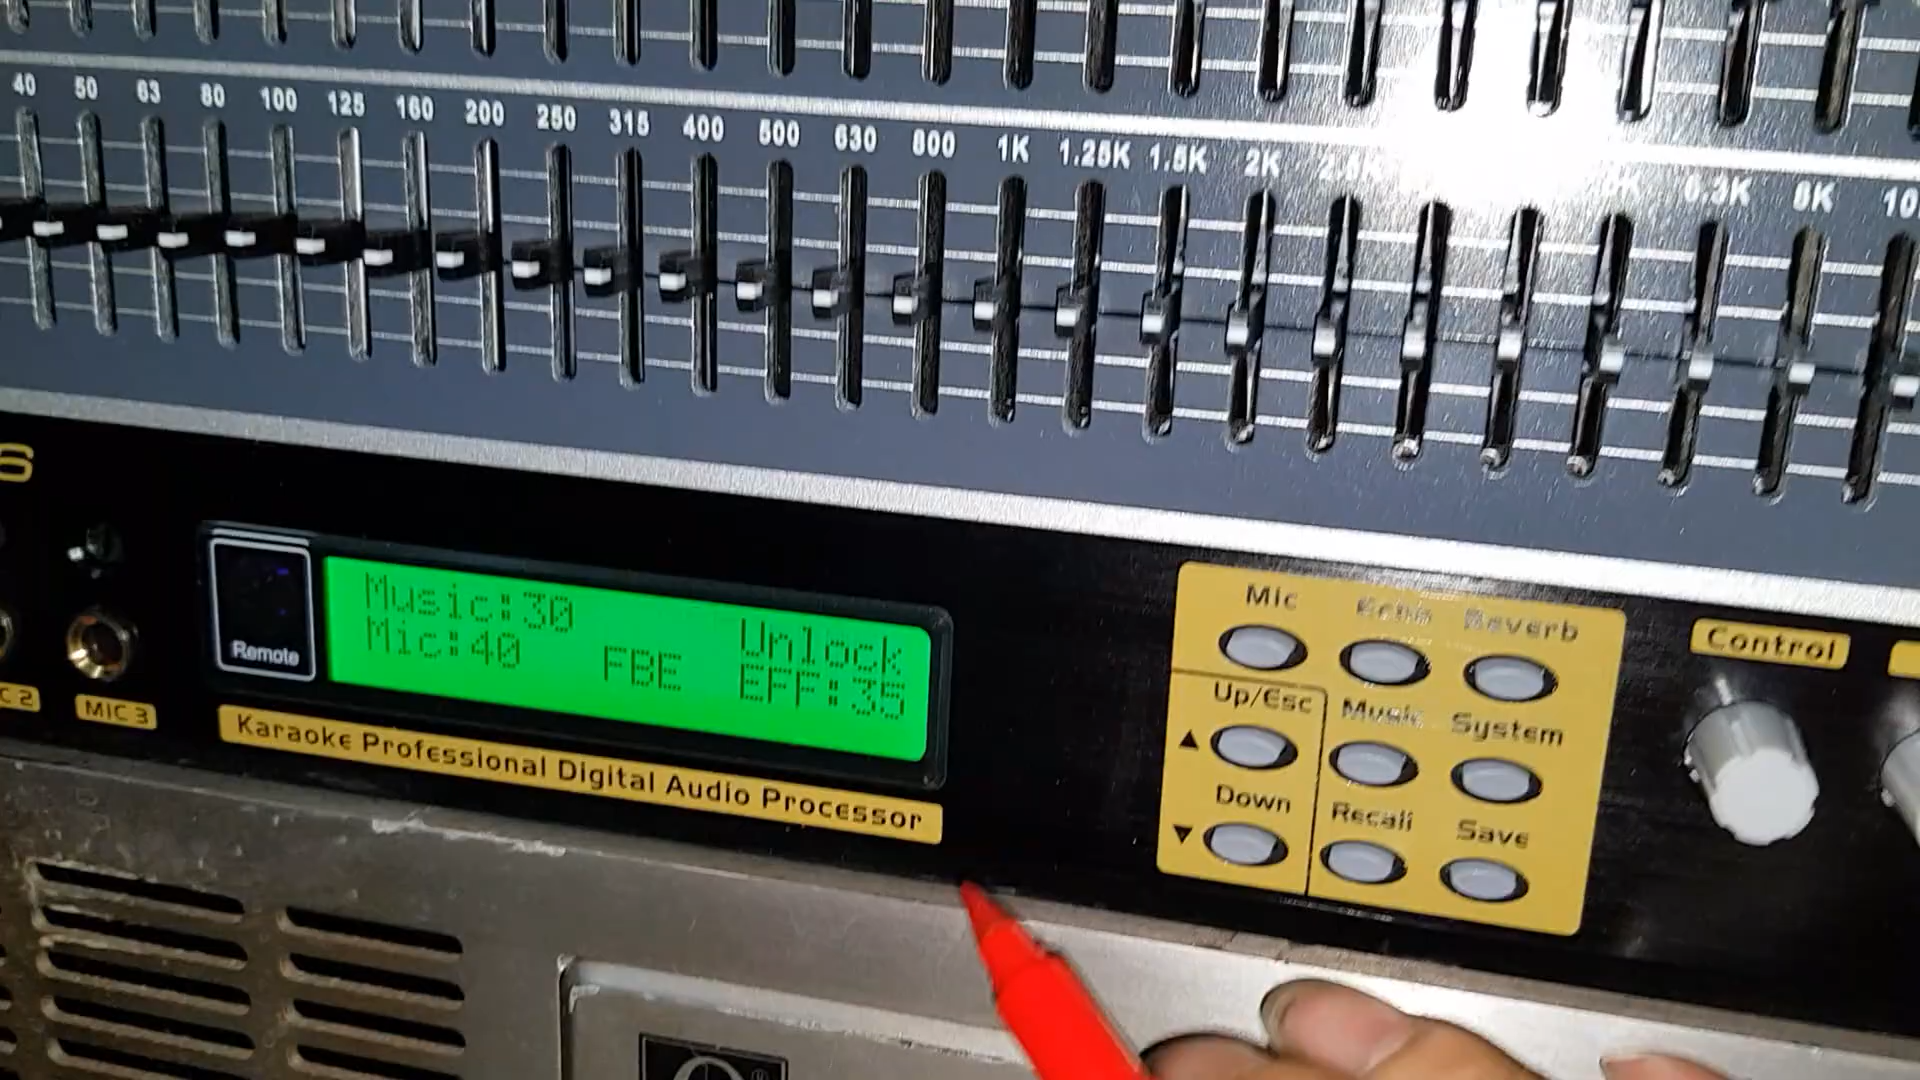 40 50 63 80 100 125 160 200 250 315 400 500 630 800 1K 1.25K 1.5K 2K 6.3K 8K
6
Remote
Music:30
Mic:40 FBE
Unlock
EFF:35
MIC 3
Karaoke Professional Digital Audio Processor
Mic Echo Reverb
Up/Esc Music System
Down Recall Save
Control